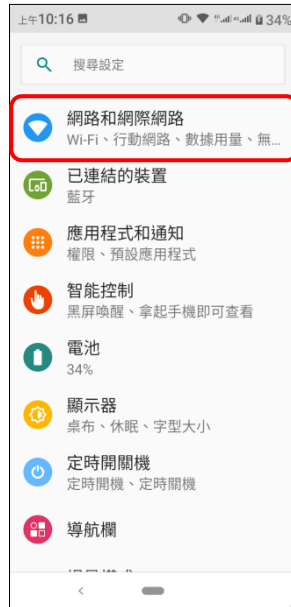 上午10:16 34%
搜尋設定
網路和網際網路
Wi-Fi、行動網路、數據用量、無...
已連結的裝置
藍牙
應用程式和通知
權限、預設應用程式
智能控制
黑屏喚醒、拿起手機即可查看
電池
34%
顯示器
桌布、休眠、字型大小
定時開關機
定時開機、定時關機
導航欄